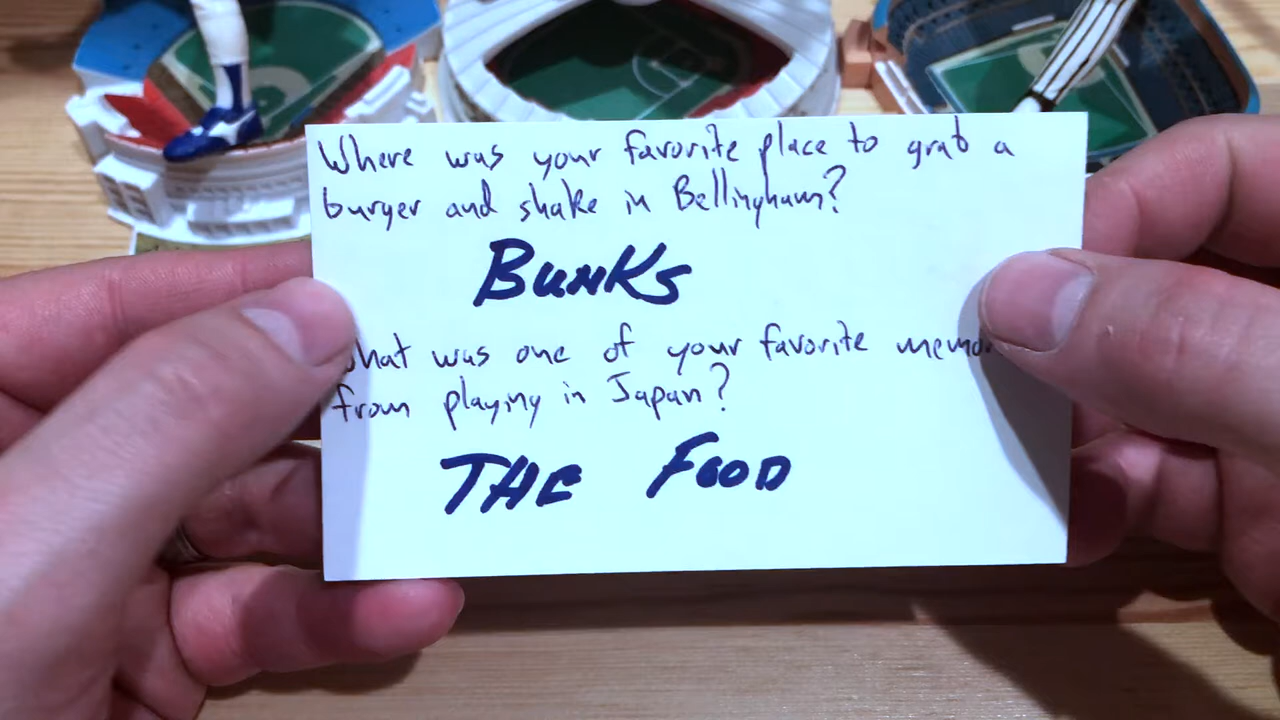 Where was your favorite place to grab a
burger and shake in Bellingham?
BUNKS
What was one of your favorite
from playing in Japan?
THE FOOD